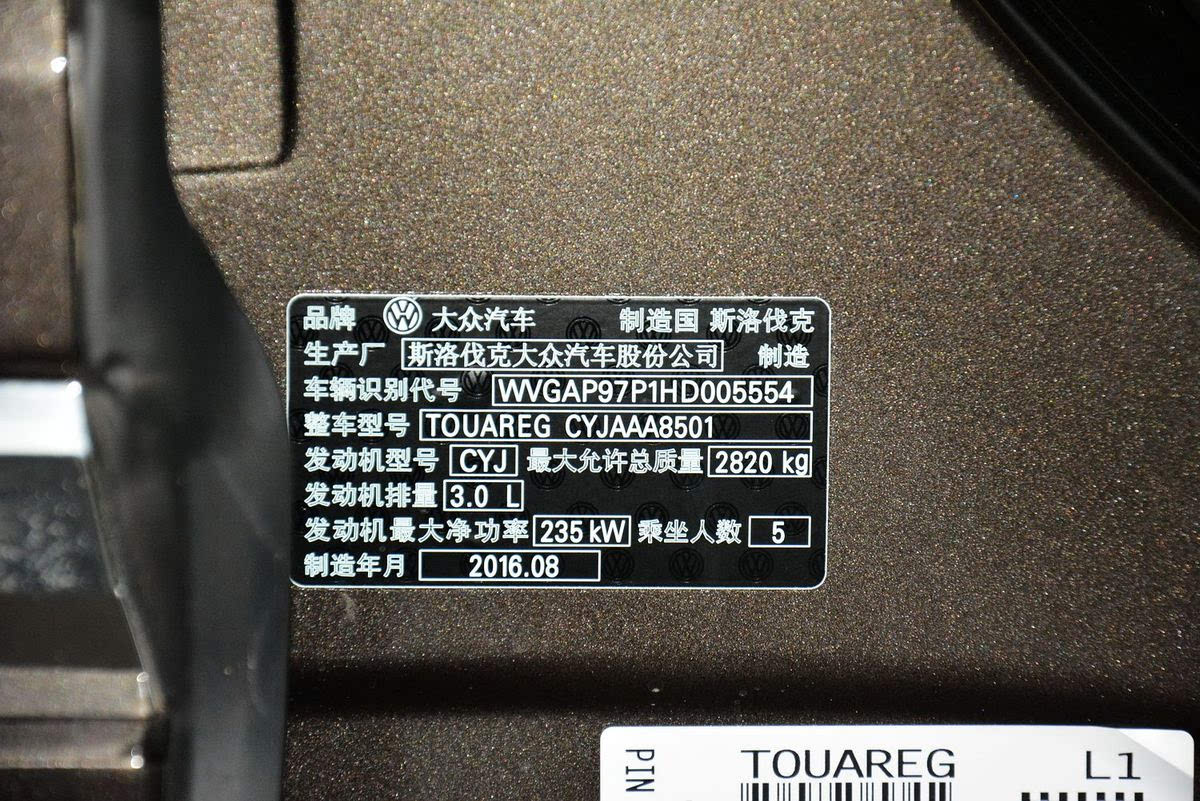 品牌 大众汽车 制造国 斯洛伐克
生产厂 斯洛伐克大众汽车股份公司 制造
车辆识别代号 WVGAP97P1HD005554
整车型号 TOUAREG CYJAAA8501
发动机型号 CYJ 最大允许总质量 2820 kg
发动机排量 3.0 L
发动机最大净功率 235 kW 乘坐人数 5
制造年月 2016.08
PIN
TOUAREG L1